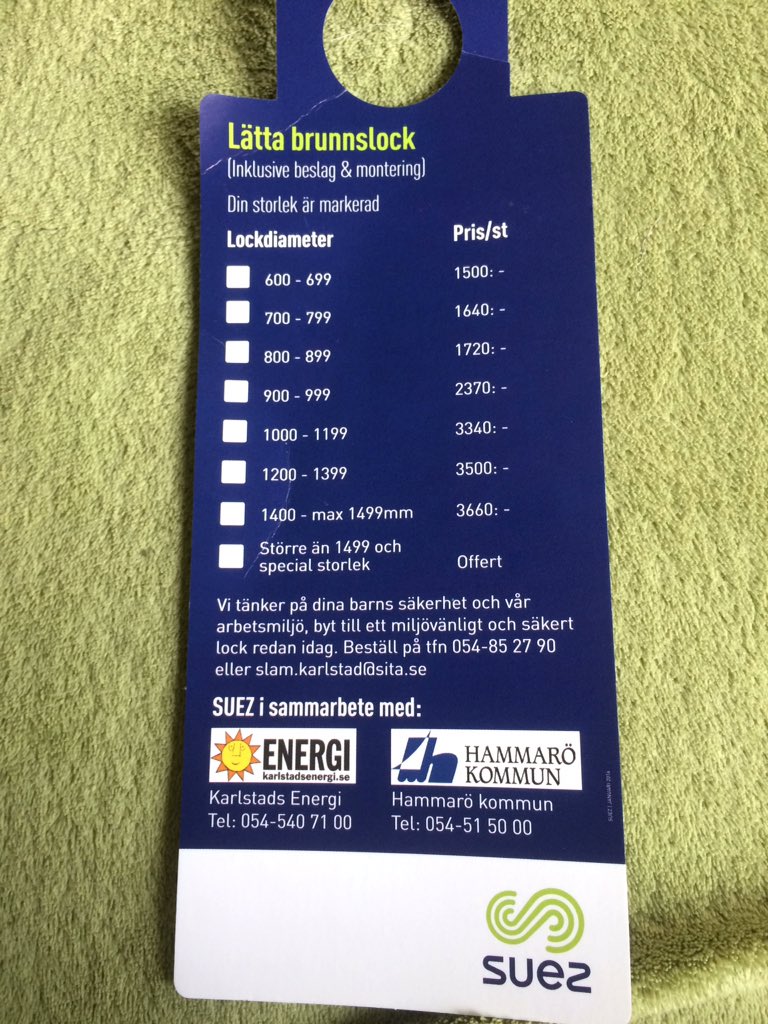 Lätta brunnslock
(Inklusive beslag & montering)
Din storlek är markerad
Lockdiameter Pris/st
600 - 699 1500: -
700 - 799 1640: -
800 - 899 1720: -
900 - 999 2370: -
1000 - 1199 3340: -
1200 - 1399 3500: -
1400 - max 1499mm 3660: -
Större än 1499 och
special storlek Offert
Vi tänker på dina barns säkerhet och vår
arbetsmiljö, byt till ett miljövänligt och säkert
lock redan idag. Beställ på tfn 054-85 27 90
eller slam.karlstad@sita.se
SUEZ i sammarbete med:
ENERGI
karlstadsenergi.se
HAMMARÖ
KOMMUN
Karlstads Energi
Tel: 054-540 71 00
Hammarö kommun
Tel: 054-51 50 00
SUEZ | JANUARI 2016
suez